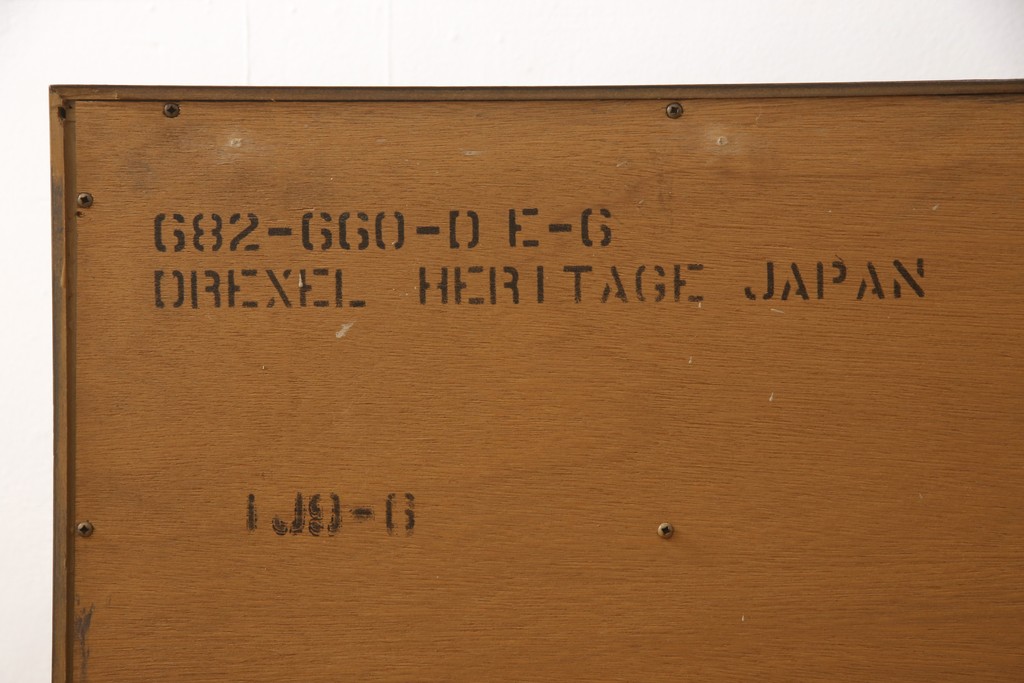 682-660-D E-6
DREXEL HERITAGE JAPAN